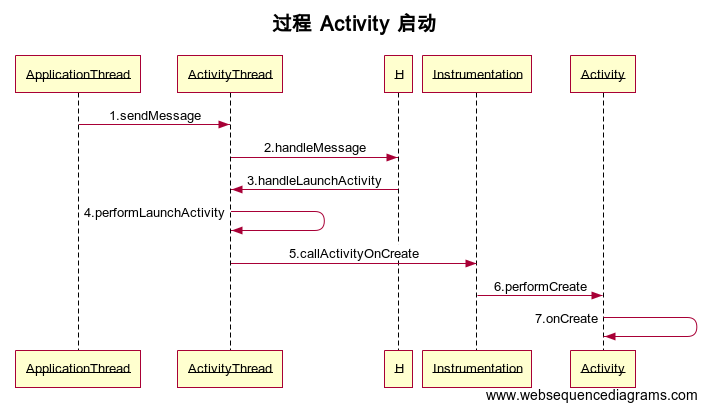 过程 Activity 启动
ApplicationThread ActivityThread H Instrumentation Activity
1.sendMessage
2.handleMessage
3.handleLaunchActivity
4.performLaunchActivity
5.callActivityOnCreate
6.performCreate
7.onCreate
ApplicationThread ActivityThread H Instrumentation Activity
www.websequencediagrams.com